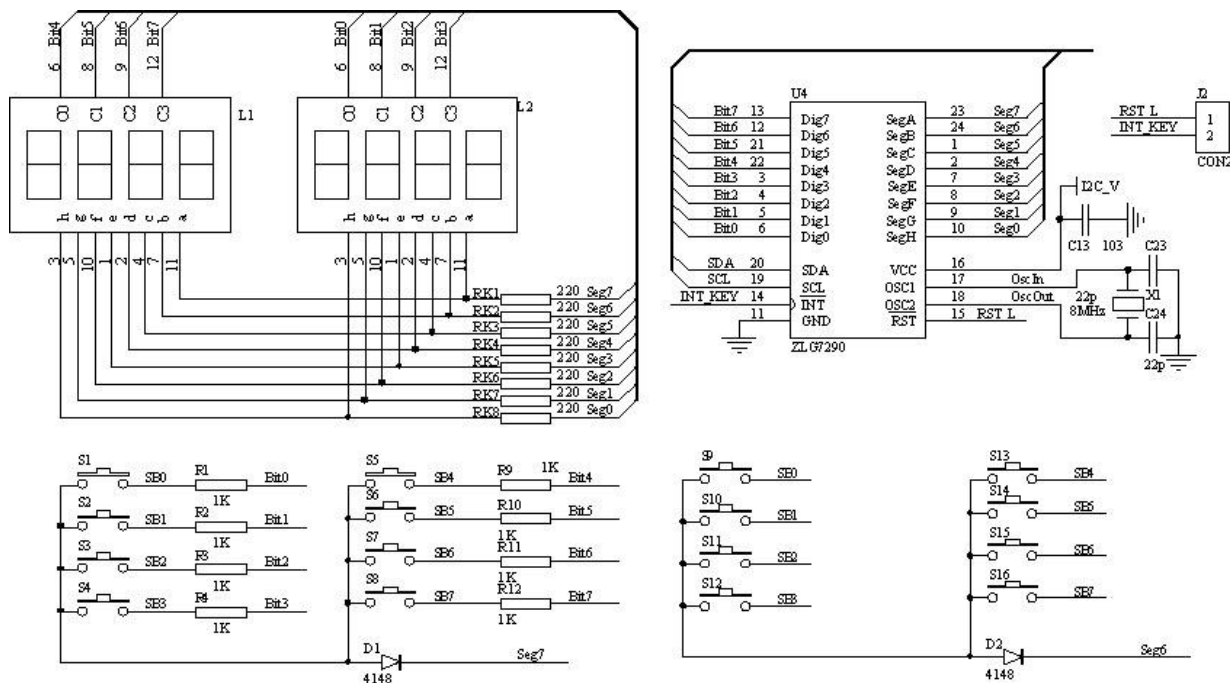 Bit4 Bit5 Bit6 Bit7
6 8 9 12
C0 C1 C2 C3
L1
h g f e d c b a
3 5 10 1 2 4 7 11
Bit0 Bit1 Bit2 Bit3
6 8 9 12
C0 C1 C2 C3
L2
h g f e d c b a
3 5 10 1 2 4 7 11
RK1 220 Seg7
RK2 220 Seg6
RK3 220 Seg5
RK4 220 Seg4
RK5 220 Seg3
RK6 220 Seg2
RK7 220 Seg1
RK8 220 Seg0
U4
Bit7 13 Dig7 SegA 23 Seg7
Bit6 12 Dig6 SegB 24 Seg6
Bit5 21 Dig5 SegC 1 Seg5
Bit4 22 Dig4 SegD 2 Seg4
Bit3 3 Dig3 SegE 7 Seg3
Bit2 4 Dig2 SegF 8 Seg2
Bit1 5 Dig1 SegG 9 Seg1
Bit0 6 Dig0 SegH 10 Seg0
SDA 20 SDA VCC 16
SCL 19 SCL OSC1 17 OscIn
INT_KEY 14 INT OSC2 18 OscOut
11 GND RST 15 RST L
ZLG7290
J2
RST L 1
INT_KEY 2
CON2
I2C_V
C13 103
C23
22p X1
8MHz
C24
22p
S1 SB0 R1 Bit0
1K
S2 SB1 R2 Bit1
1K
S3 SB2 R3 Bit2
1K
S4 SB3 R4 Bit3
1K
S5 SB4 R9 1K Bit4
S6 SB5 R10 Bit5
1K
S7 SB6 R11 Bit6
1K
S8 SB7 R12 Bit7
1K
D1 Seg7
4148
S9 SB0
S10 SB1
S11 SB2
S12 SB3
S13 SB4
S14 SB5
S15 SB6
S16 SB7
D2 Seg6
4148